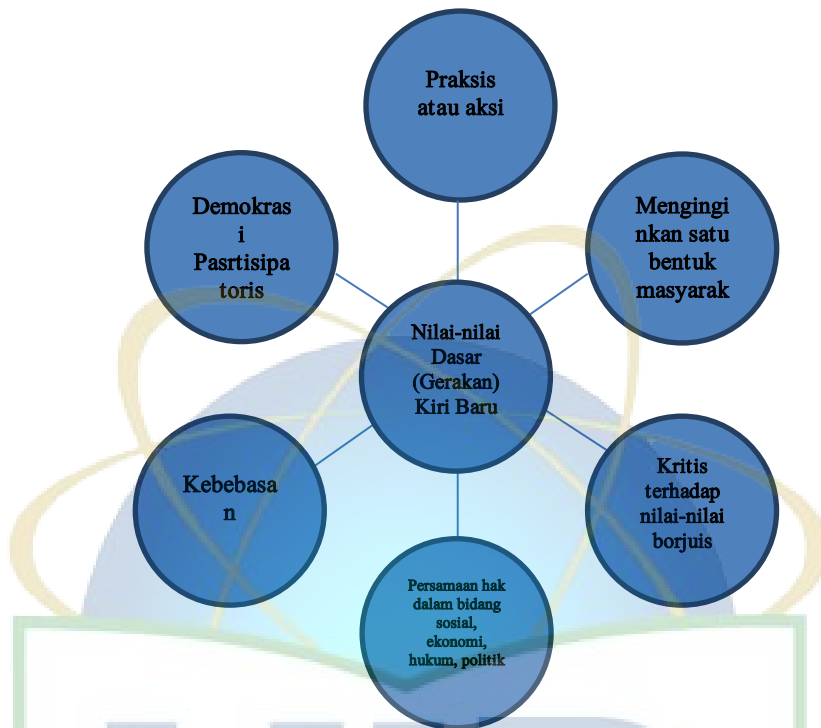 Praksis
atau aksi
Demokras
i
Pasrtisipa
toris
Mengingi
nkan satu
bentuk
masyarak
Nilai-nilai
Dasar
(Gerakan)
Kiri Baru
Kebebasa
n
Kritis
terhadap
nilai-nilai
borjuis
Persamaan hak
dalam bidang
sosial,
ekonomi,
hukum, politik